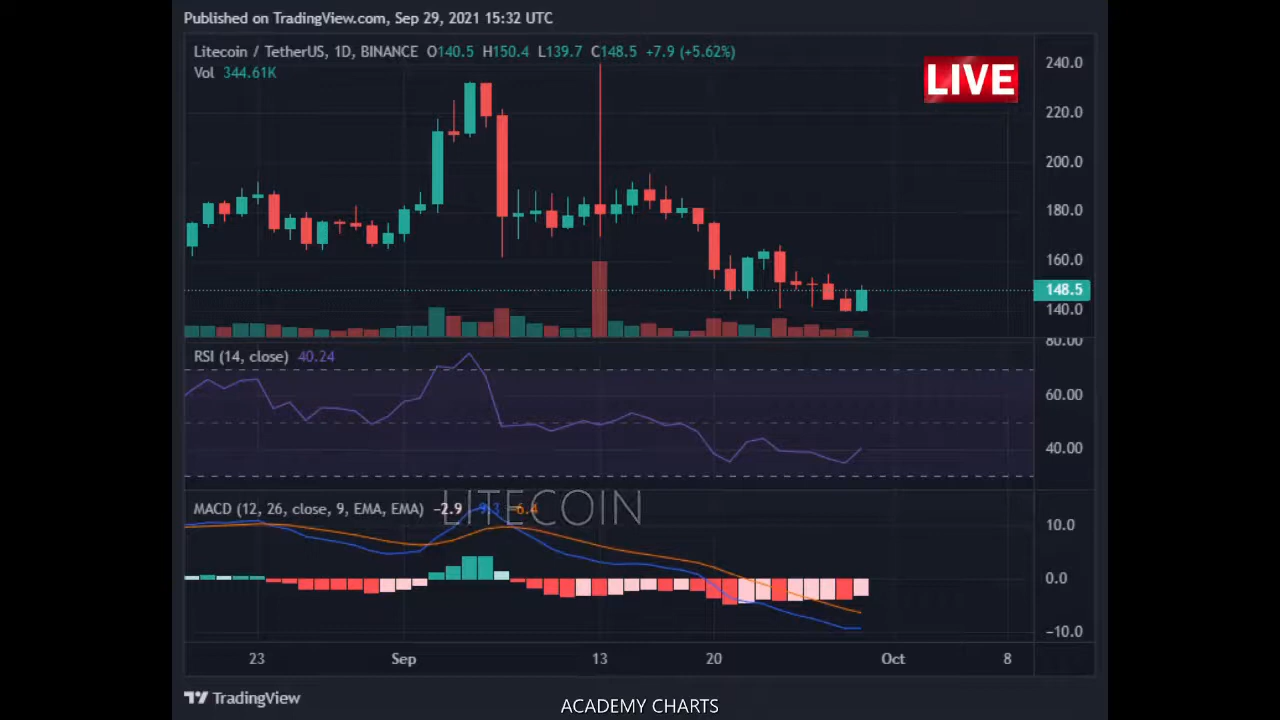 Published on TradingView.com, Sep 29, 2021 15:32 UTC
Litecoin / TetherUS, 1D, BINANCE O140.5 H150.4 L139.7 C148.5 +7.9 (+5.62%)
Vol 344.61K
LIVE
240.0
220.0
200.0
180.0
160.0
148.5
140.0
80.00
RSI (14, close) 40.24
60.00
40.00
MACD (12, 26, close, 9, EMA, EMA) −2.9 −9.3 −6.4
LITECOIN
10.0
0.0
−10.0
23 Sep 13 20 Oct 8
TradingView
ACADEMY CHARTS